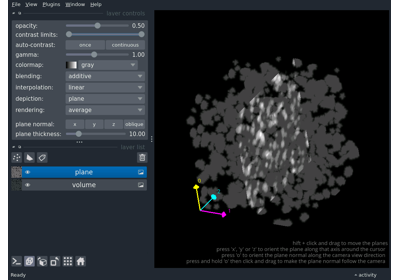 File View Plugins Window Help
layer controls
opacity: 0.50
contrast limits:
auto-contrast: once continuous
gamma: 1.00
colormap: gray
blending: additive
interpolation: linear
depiction: plane
rendering: average
plane normal: x y z oblique
plane thickness: 10.00
layer list
plane
volume
shift + click and drag to move the planes
press 'x', 'y' or 'z' to orient the plane along that axis around the cursor
press 'o' to orient the plane normal along the camera view direction
press and hold 'o' then click and drag to make the plane normal follow the camera
Ready
activity